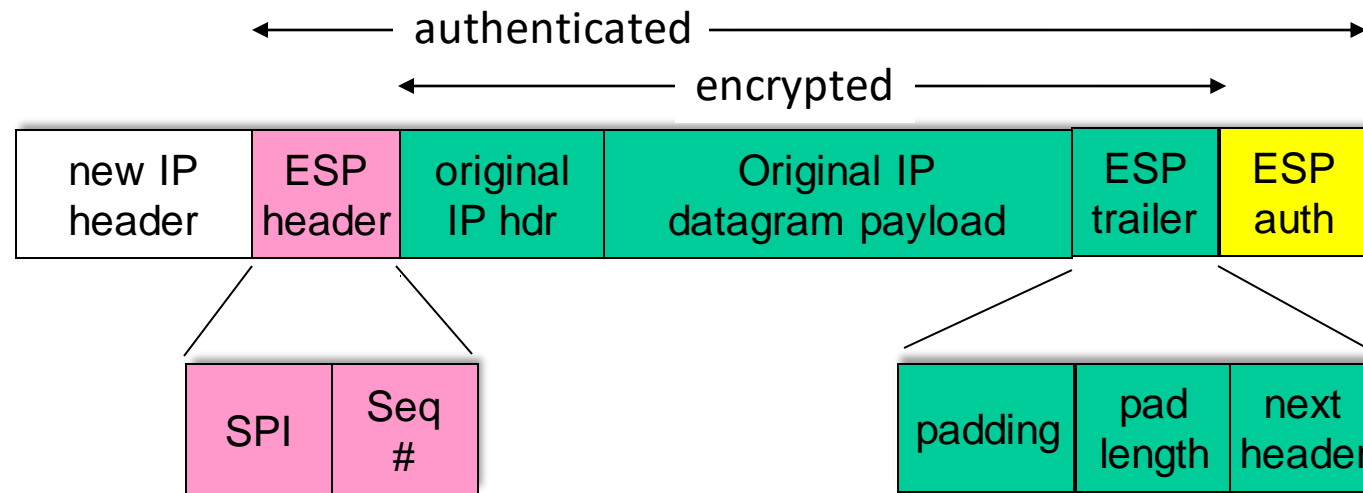 authenticated
encrypted
new IP
header
ESP
header
original
IP hdr
Original IP
datagram payload
ESP
trailer
ESP
auth
SPI
Seq
#
padding
pad
length
next
header